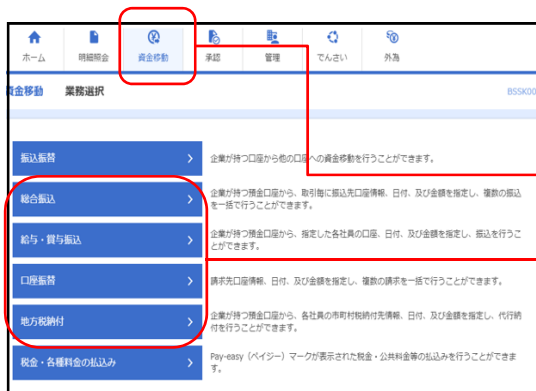 ホーム 明細照会 資金移動 承認 管理 でんさい 外為
資金移動 業務選択 BSSK00
振込振替 企業が持つ口座から他の口座への資金移動を行うことができます。
総合振込 企業が持つ預金口座から、取引毎に振込先口座情報、日付、及び金額を指定し、複数の振込
を一括で行うことができます。
給与・賞与振込 企業が持つ預金口座から、指定した各社員の口座、日付、及び金額を指定し、振込を行うこ
とができます。
口座振替 請求先口座情報、日付、及び金額を指定し、複数の請求を一括で行うことができます。
地方税納付 企業が持つ預金口座から、各社員の市町村税納付先情報、日付、及び金額を指定し、代行納
付を行うことができます。
税金・各種料金の払込み Pay-easy（ペイジー）マークが表示された税金・公共料金等の払込みを行うことができま
す。